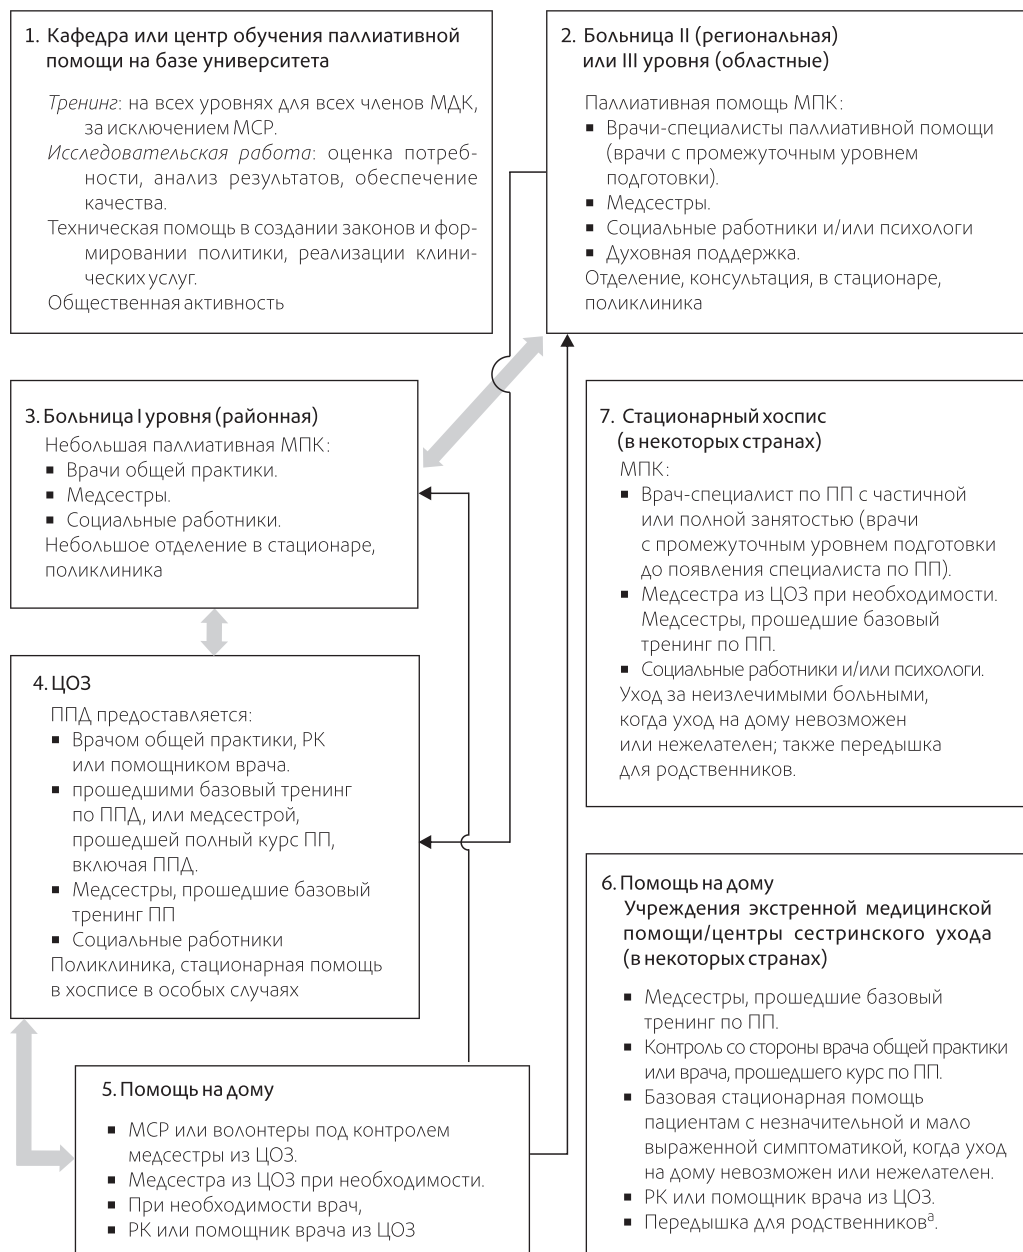 1. Кафедра или центр обучения паллиативной
помощи на базе университета
Тренинг: на всех уровнях для всех членов МДК,
за исключением МСР.
Исследовательская работа: оценка потреб-
ности, анализ результатов, обеспечение
качества.
Техническая помощь в создании законов и фор-
мировании политики, реализации клини-
ческих услуг.
Общественная активность
2. Больница II (региональная)
или III уровня (областные)
Паллиативная помощь МПК:
▪ Врачи-специалисты паллиативной помощи
(врачи с промежуточным уровнем
подготовки).
▪ Медсестры.
▪ Социальные работники и/или психологи
▪ Духовная поддержка.
Отделение, консультация, в стационаре,
поликлиника
3. Больница I уровня (районная)
Небольшая паллиативная МПК:
▪ Врачи общей практики.
▪ Медсестры.
▪ Социальные работники.
Небольшое отделение в стационаре,
поликлиника
4. ЦОЗ
ППД предоставляется:
▪ Врачом общей практики, РК
или помощником врача.
▪ прошедшими базовый тренинг
по ППД, или медсестрой,
прошедшей полный курс ПП,
включая ППД.
▪ Медсестры, прошедшие базовый
тренинг ПП
▪ Социальные работники
Поликлиника, стационарная помощь
в хосписе в особых случаях
5. Помощь на дому
▪ МСР или волонтеры под контролем
медсестры из ЦОЗ.
▪ Медсестра из ЦОЗ при необходимости.
▪ При необходимости врач,
▪ РК или помощник врача из ЦОЗ
7. Стационарный хоспис
(в некоторых странах)
МПК:
▪ Врач-специалист по ПП с частичной
или полной занятостью (врачи
с промежуточным уровнем подготовки
до появления специалиста по ПП).
▪ Медсестра из ЦОЗ при необходимости.
Медсестры, прошедшие базовый
тренинг по ПП.
▪ Социальные работники и/или психологи.
Уход за неизлечимыми больными,
когда уход на дому невозможен
или нежелателен; также передышка
для родственников.
6. Помощь на дому
Учреждения экстренной медицинской
помощи/центры сестринского ухода
(в некоторых странах)
▪ Медсестры, прошедшие базовый
тренинг по ПП.
▪ Контроль со стороны врача общей практики
или врача, прошедшего курс по ПП.
▪ Базовая стационарная помощь
пациентам с незначительной и мало
выраженной симптоматикой, когда уход
на дому невозможен или нежелателен.
▪ РК или помощник врача из ЦОЗ.
▪ Передышка для родственниковᵃ.